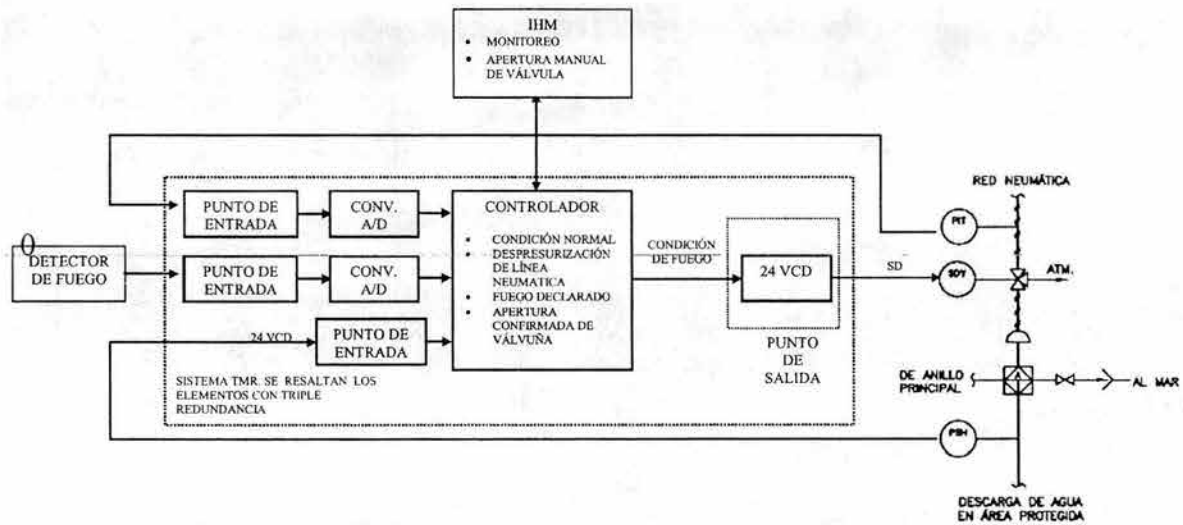 IHM
• MONITOREO
• APERTURA MANUAL
DE VÁLVULA
RED NEUMÁTICA
PUNTO DE
ENTRADA
CONV.
A/D
CONTROLADOR
• CONDICIÓN NORMAL
• DESPRESURIZACIÓN
DE LÍNEA
NEUMATICA
• FUEGO DECLARADO
• APERTURA
CONFIRMADA DE
VÁLVUÑA
PIT
DETECTOR
DE FUEGO
PUNTO DE
ENTRADA
CONV.
A/D
CONDICIÓN
DE FUEGO
24 VCD
SD
SDY
ATM.
24 VCD
PUNTO DE
ENTRADA
PUNTO
DE
SALIDA
SISTEMA TMR. SE RESALTAN LOS
ELEMENTOS CON TRIPLE
REDUNDANCIA
DE ANILLO
PRINCIPAL
AL MAR
PSH
DESCARGA DE AGUA
EN ÁREA PROTEGIDA